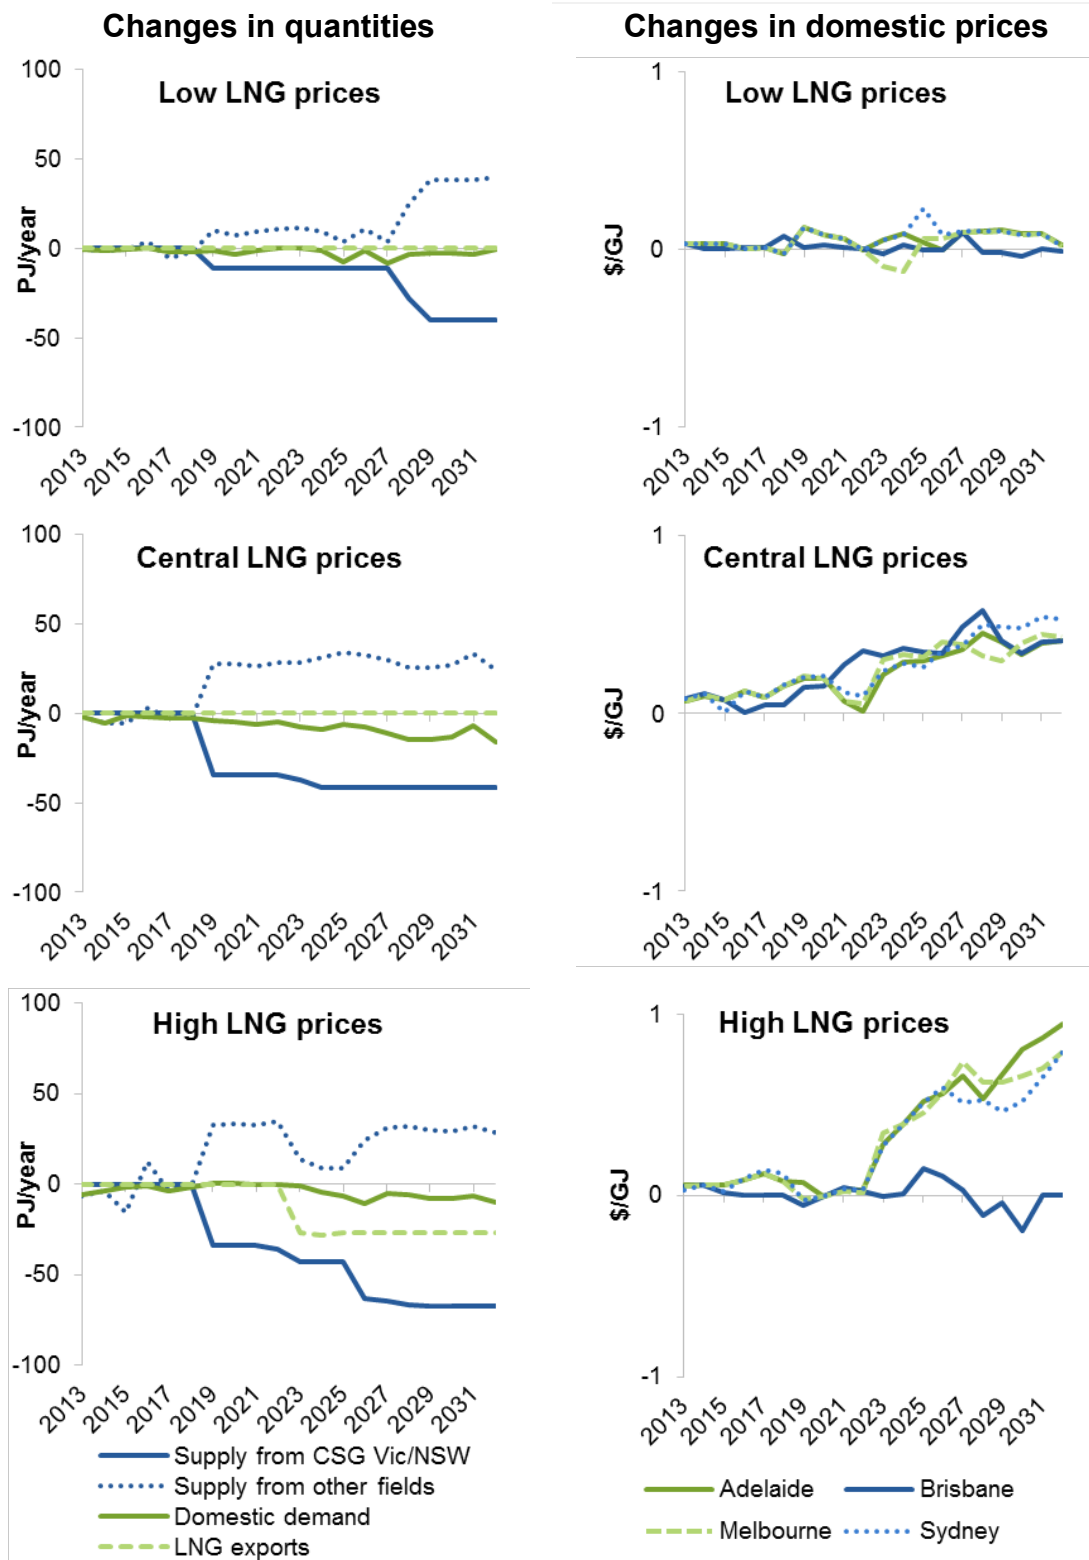 Changes in quantities
Changes in domestic prices
Low LNG prices
PJ/year
100
50
0
-50
-100
2013 2015 2017 2019 2021 2023 2025 2027 2029 2031
Low LNG prices
$/GJ
1
0
-1
2013 2015 2017 2019 2021 2023 2025 2027 2029 2031
Central LNG prices
PJ/year
100
50
0
-50
-100
2013 2015 2017 2019 2021 2023 2025 2027 2029 2031
Central LNG prices
$/GJ
1
0
-1
2013 2015 2017 2019 2021 2023 2025 2027 2029 2031
High LNG prices
PJ/year
100
50
0
-50
-100
2013 2015 2017 2019 2021 2023 2025 2027 2029 2031
Supply from CSG Vic/NSW
Supply from other fields
Domestic demand
LNG exports
High LNG prices
$/GJ
1
0
-1
2013 2015 2017 2019 2021 2023 2025 2027 2029 2031
Adelaide Brisbane
Melbourne Sydney